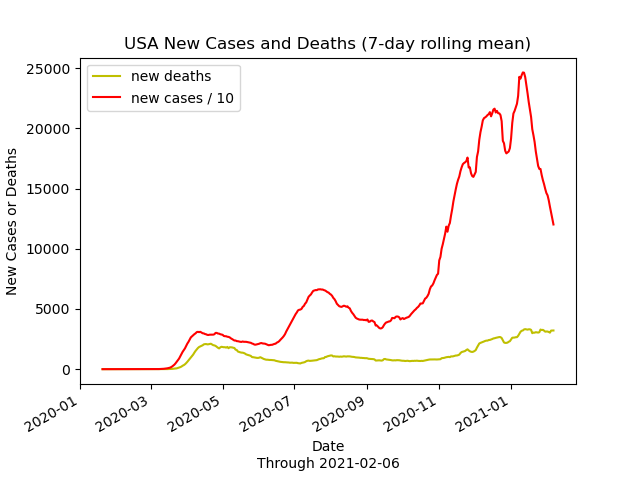 USA New Cases and Deaths (7-day rolling mean)
new deaths
new cases / 10
25000
20000
15000
10000
5000
0
New Cases or Deaths
2020-01
2020-03
2020-05
2020-07
2020-09
2020-11
2021-01
Date
Through 2021-02-06